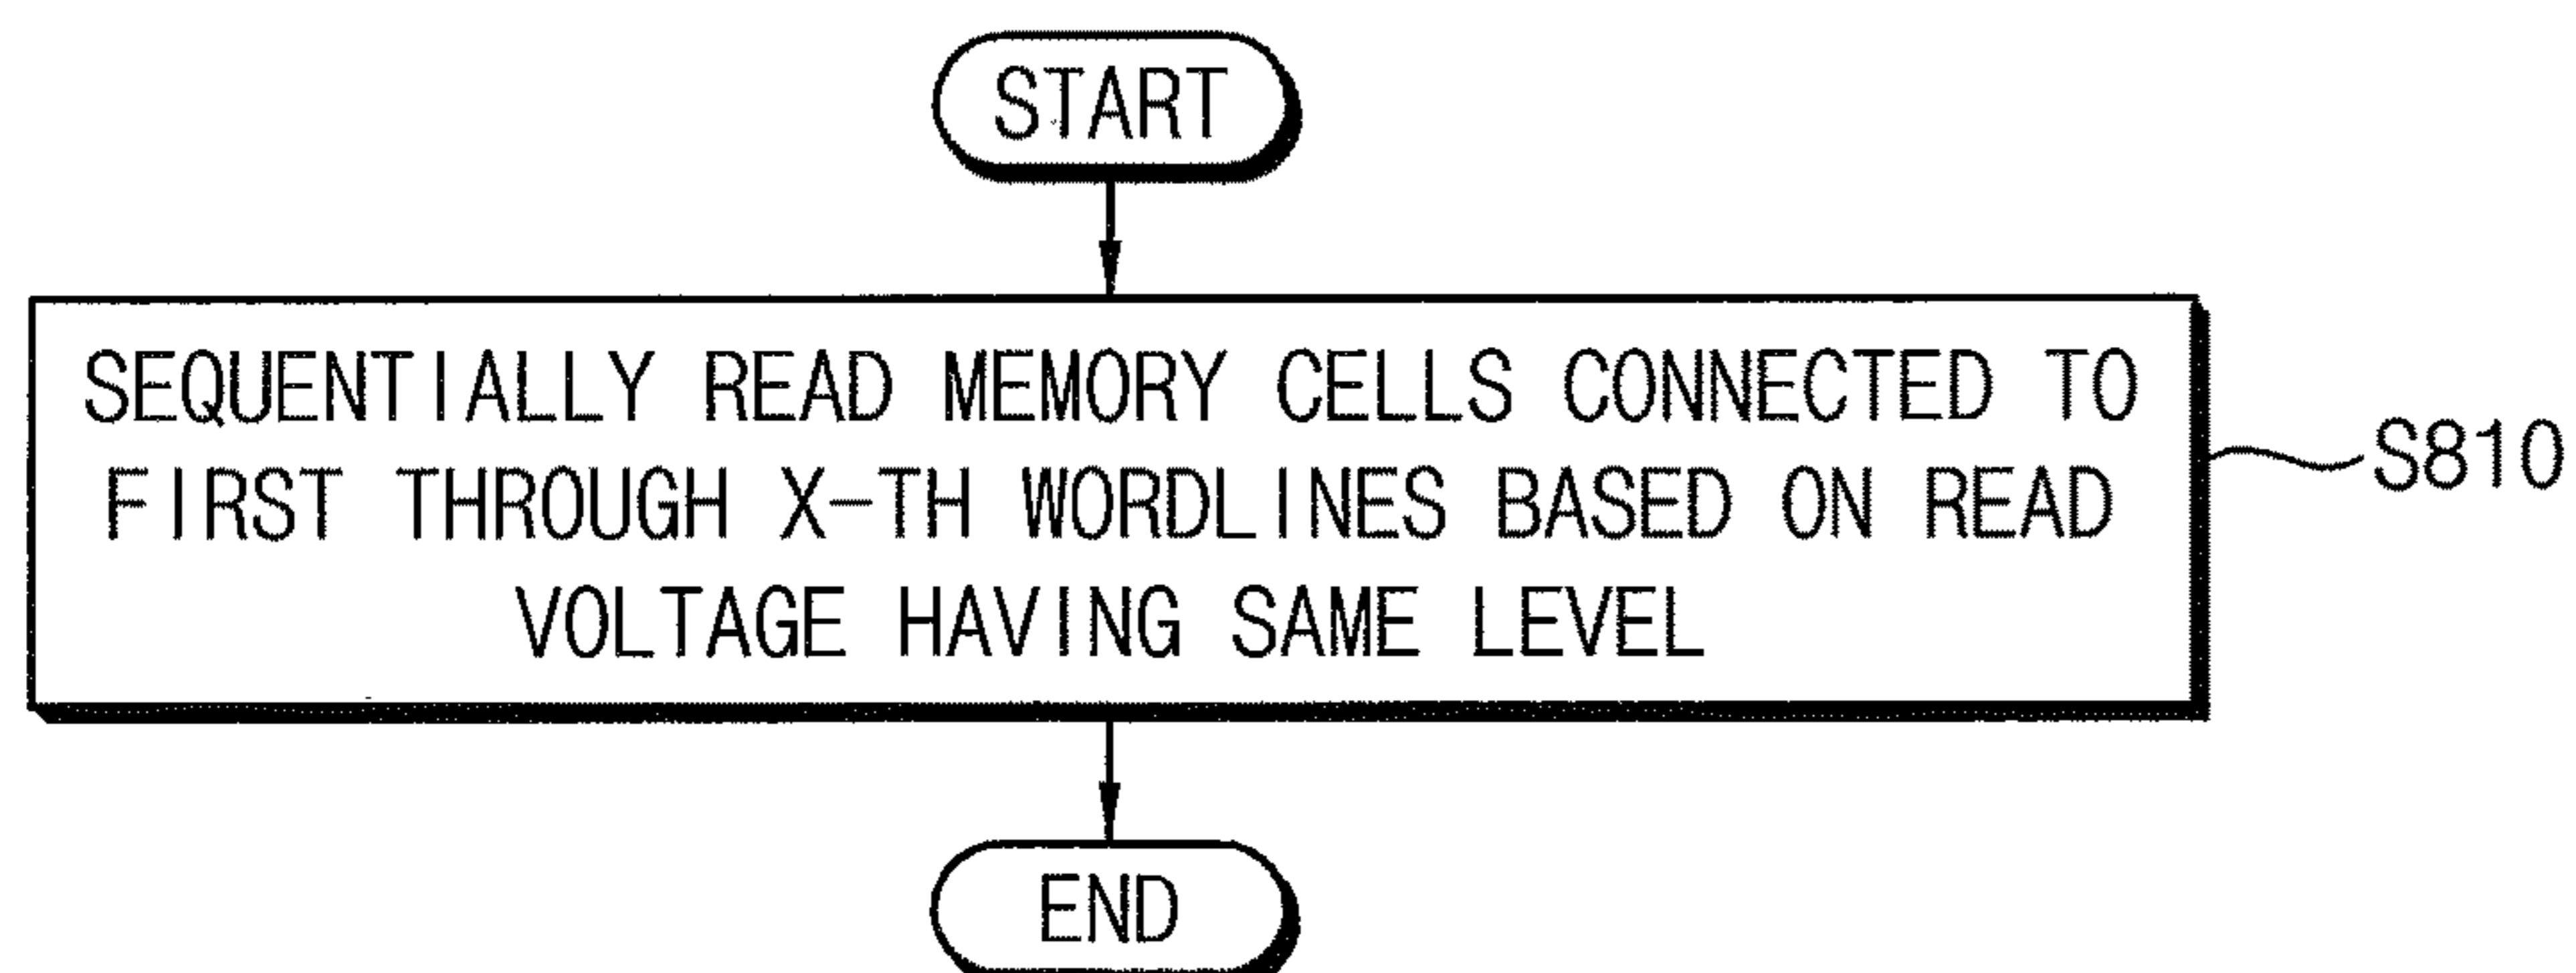 START
SEQUENTIALLY READ MEMORY CELLS CONNECTED TO
FIRST THROUGH X-TH WORDLINES BASED ON READ
VOLTAGE HAVING SAME LEVEL
S810
END